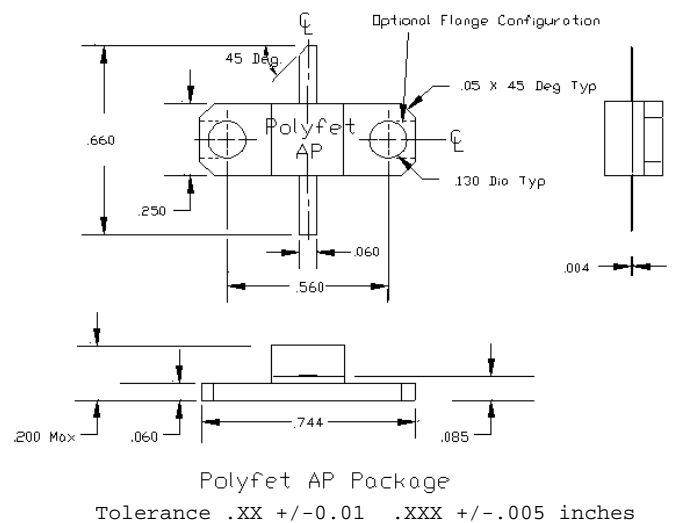 C̲L
Optional Flange Configuration
45 Deg.
.05 X 45 Deg Typ
.660
Polyfet
AP
CL
.130 Dia Typ
.250
.060
.004
.560
.200 Max
.060
.744
.085
Polyfet AP Package
Tolerance .XX +/-0.01 .XXX +/-.005 inches